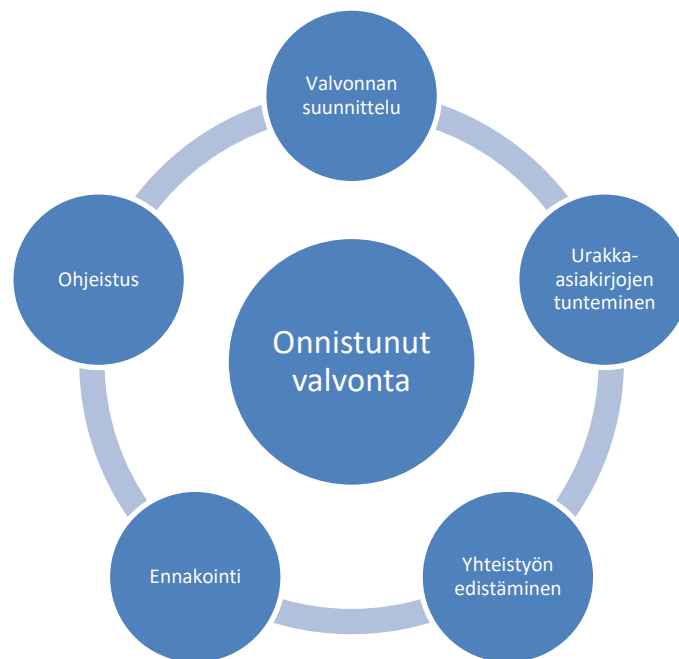 Valvonnan
suunnittelu
Urakka-
asiakirjojen
tunteminen
Yhteistyön
edistäminen
Ennakointi
Ohjeistus
Onnistunut
valvonta